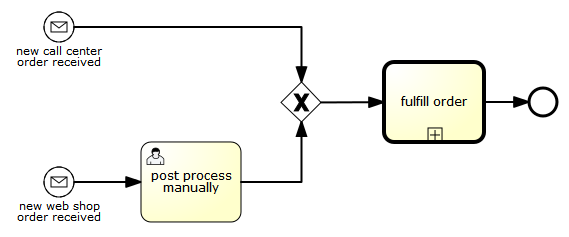 new call center
order received
fulfill order
post process
manually
new web shop
order received